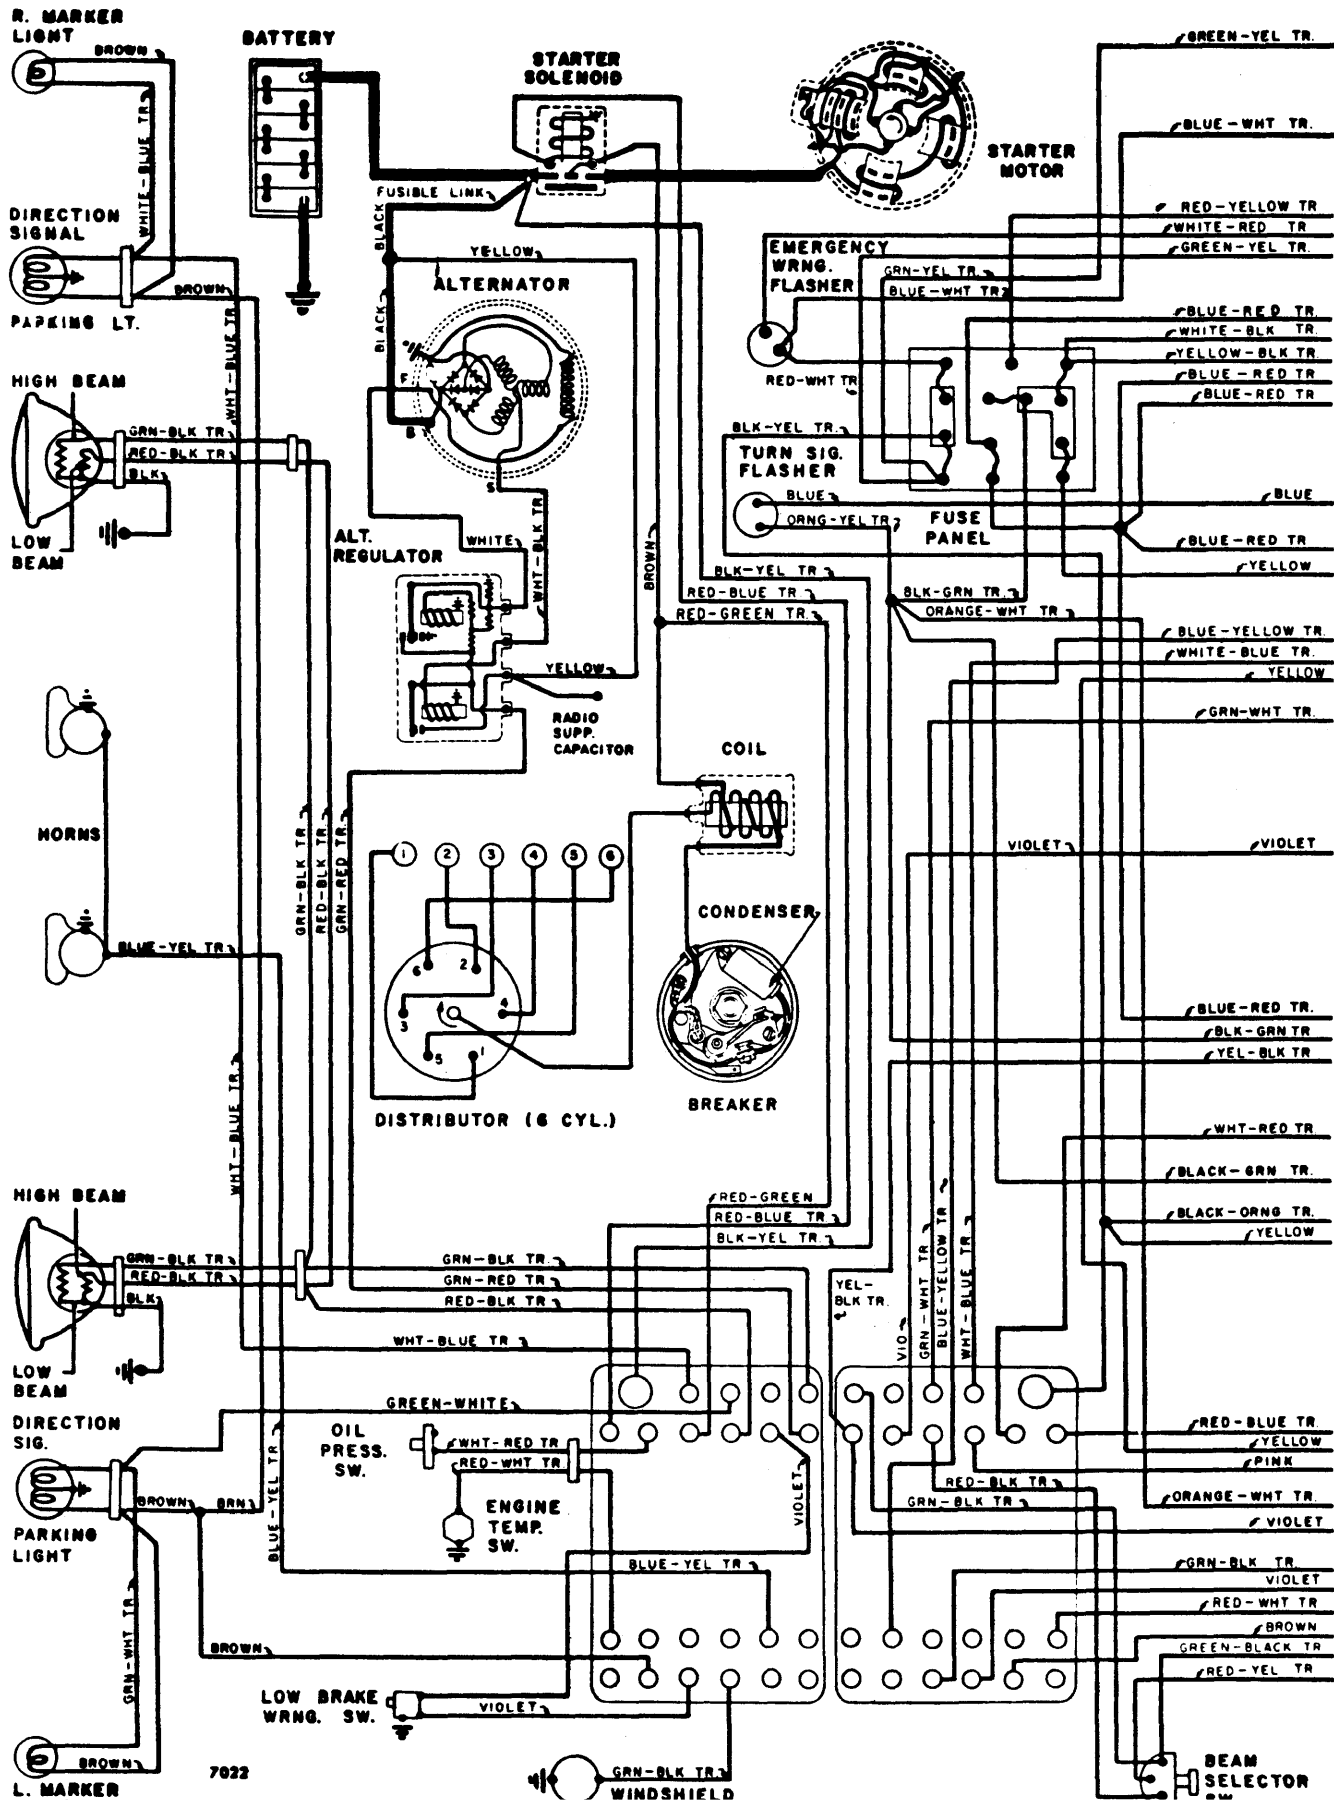 R. MARKER
LIGHT
BROWN
WHITE-BLUE TR.
BATTERY
STARTER
SOLENOID
STARTER
MOTOR
GREEN-YEL TR.
BLUE-WHT TR.
RED-YELLOW TR
WHITE-RED TR
GREEN-YEL TR.
FUSIBLE LINK
BLACK
YELLOW
ALTERNATOR
BLACK
F
B
S
DIRECTION
SIGNAL
BROWN
PARKING LT.
WHT-BLUE TR.
EMERGENCY
WRNG.
FLASHER
GRN-YEL TR.
BLUE-WHT TR.
BLUE-RED TR.
WHITE-BLK TR.
YELLOW-BLK TR.
BLUE-RED TR
BLUE-RED TR
RED-WHT TR.
BLK-YEL TR.
TURN SIG.
FLASHER
BLUE
ORNG-YEL TR.
FUSE
PANEL
BLUE
BLUE-RED TR
YELLOW
HIGH BEAM
GRN-BLK TR.
RED-BLK TR.
BLK
LOW
BEAM
ALT.
REGULATOR
WHITE
WHT-BLK TR.
BROWN
BLK-YEL TR.
RED-BLUE TR.
RED-GREEN TR.
BLK-GRN TR.
ORANGE-WHT TR.
BLUE-YELLOW TR.
WHITE-BLUE TR.
YELLOW
GRN-WHT TR.
YELLOW
RADIO
SUPP.
CAPACITOR
COIL
HORNS
GRN-BLK TR.
RED-BLK TR.
GRN-RED TR.
1
2
3
4
5
6
VIOLET
VIOLET
CONDENSER
BLUE-YEL TR.
6
2
3
4
5
1
BREAKER
DISTRIBUTOR (6 CYL.)
BLUE-RED TR.
BLK-GRN TR
YEL-BLK TR
WHT-BLUE TR.
WHT-RED TR
BLACK-GRN TR.
BLACK-ORNG TR.
YELLOW
HIGH BEAM
GRN-BLK TR.
RED-BLK TR.
BLK
LOW
BEAM
RED-GREEN
RED-BLUE TR.
BLK-YEL TR.
GRN-BLK TR.
GRN-RED TR.
RED-BLK TR
WHT-BLUE TR.
YEL-
BLK TR.
VIO
GRN-WHT TR
BLUE-YELLOW TR
WHT-BLUE TR.
DIRECTION
SIG.
GREEN-WHITE
OIL
PRESS.
SW.
WHT-RED TR
RED-WHT TR
ENGINE
TEMP.
SW.
VIOLET
RED-BLUE TR.
YELLOW
PINK
RED-BLK TR.
GRN-BLK TR.
ORANGE-WHT TR.
VIOLET
BROWN
BRN
PARKING
LIGHT
BLUE-YEL TR.
BLUE-YEL TR
GRN-BLK TR.
VIOLET
RED-WHT TR
BROWN
GREEN-BLACK TR
RED-YEL TR
GRN-WHT TR
BROWN
LOW BRAKE
WRNG. SW.
VIOLET
BROWN
L. MARKER
7022
GRN-BLK TR.
WINDSHIELD
BEAM
SELECTOR